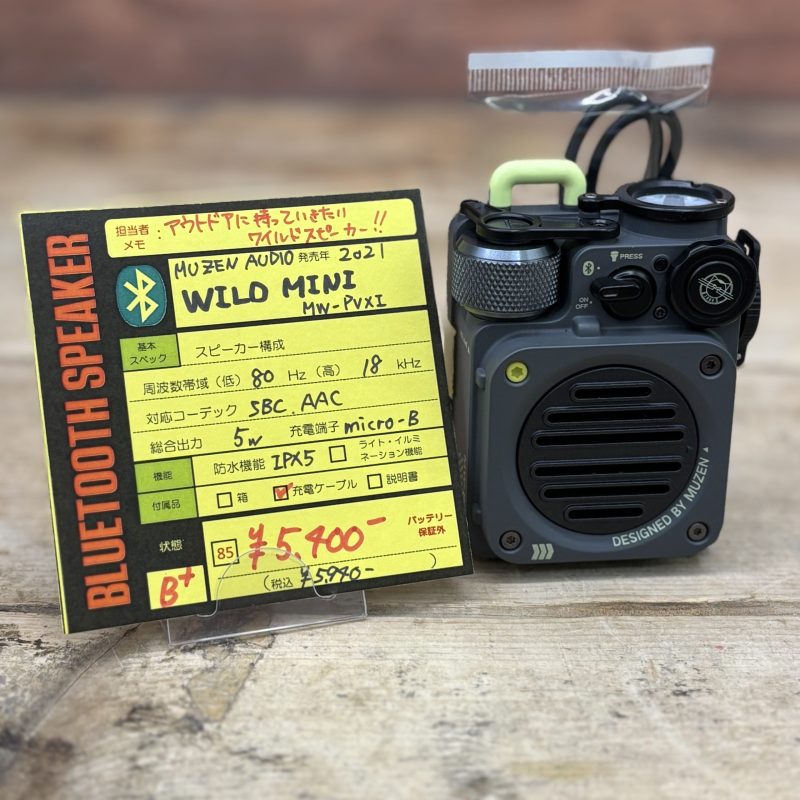 BLUETOOTH SPEAKER
担当者メモ：アウトドアに持っていきたい
ワイルドスピーカー!!
MUZEN AUDIO 発売年 2021
WILD MINI
MW-PVXI
基本スペック
スピーカー構成
周波数帯域（低）80 Hz（高）18 kHz
対応コーデック SBC. AAC
総合出力 5w 充電端子 micro-B
機能
防水機能 IPX5 □ ライト・イルミネーション機能
付属品
□ 箱 ☑ 充電ケーブル □ 説明書
状態
B+
85 ¥5.400-
バッテリー
保証外
（税込 ¥5.940- ）
PRESS
ON
OFF
DESIGNED BY MUZEN